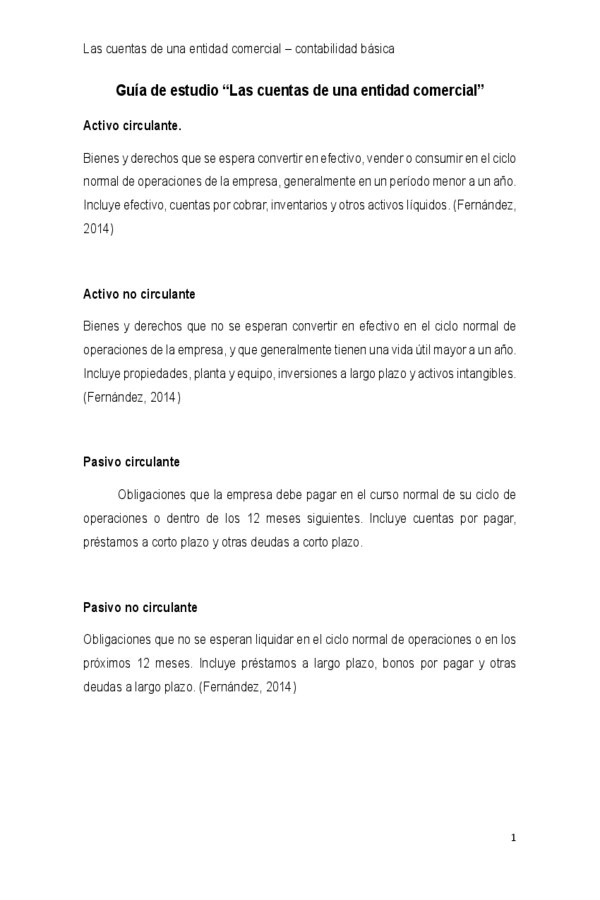 Las cuentas de una entidad comercial – contabilidad básica
Guía de estudio “Las cuentas de una entidad comercial”
Activo circulante.
Bienes y derechos que se espera convertir en efectivo, vender o consumir en el ciclo
normal de operaciones de la empresa, generalmente en un período menor a un año.
Incluye efectivo, cuentas por cobrar, inventarios y otros activos líquidos. (Fernández,
2014)
Activo no circulante
Bienes y derechos que no se esperan convertir en efectivo en el ciclo normal de
operaciones de la empresa, y que generalmente tienen una vida útil mayor a un año.
Incluye propiedades, planta y equipo, inversiones a largo plazo y activos intangibles.
(Fernández, 2014)
Pasivo circulante
Obligaciones que la empresa debe pagar en el curso normal de su ciclo de
operaciones o dentro de los 12 meses siguientes. Incluye cuentas por pagar,
préstamos a corto plazo y otras deudas a corto plazo.
Pasivo no circulante
Obligaciones que no se esperan liquidar en el ciclo normal de operaciones o en los
próximos 12 meses. Incluye préstamos a largo plazo, bonos por pagar y otras
deudas a largo plazo. (Fernández, 2014)
1